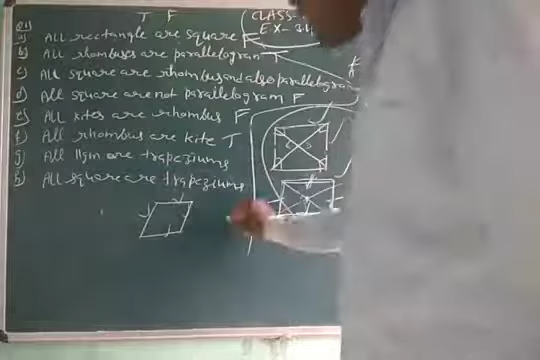 T F
CLASS-
EX-3.4
Q1)
a) All rectangle are square F
b) All rhombuses are parallelogram T
c) All square are rhombus and also parallelogram
d) All square are not parallelogram F
e) All kites are rhombus F
f) All rhombus are kite T
g) All llgm are trapeziums
h) All square are trapeziums